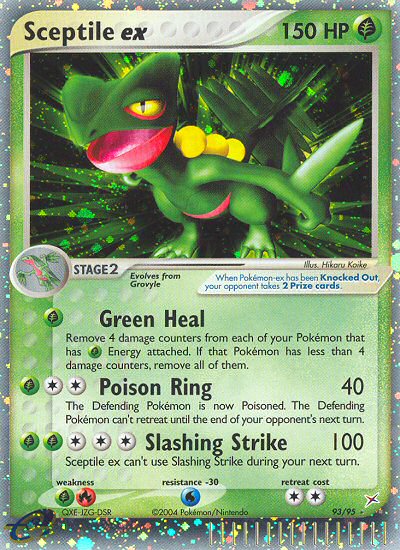 Sceptile ex 150 HP
Illus. Hikaru Koike
STAGE 2
Evolves from
Grovyle
When Pokémon-ex has been Knocked Out,
your opponent takes 2 Prize cards.
Green Heal
Remove 4 damage counters from each of your Pokémon that
has Energy attached. If that Pokémon has less than 4
damage counters, remove all of them.
Poison Ring 40
The Defending Pokémon is now Poisoned. The Defending
Pokémon can't retreat until the end of your opponent's next turn.
Slashing Strike 100
Sceptile ex can't use Slashing Strike during your next turn.
weakness resistance -30 retreat cost
QXE-JZG-DSR ©2004 Pokémon/Nintendo 93/95